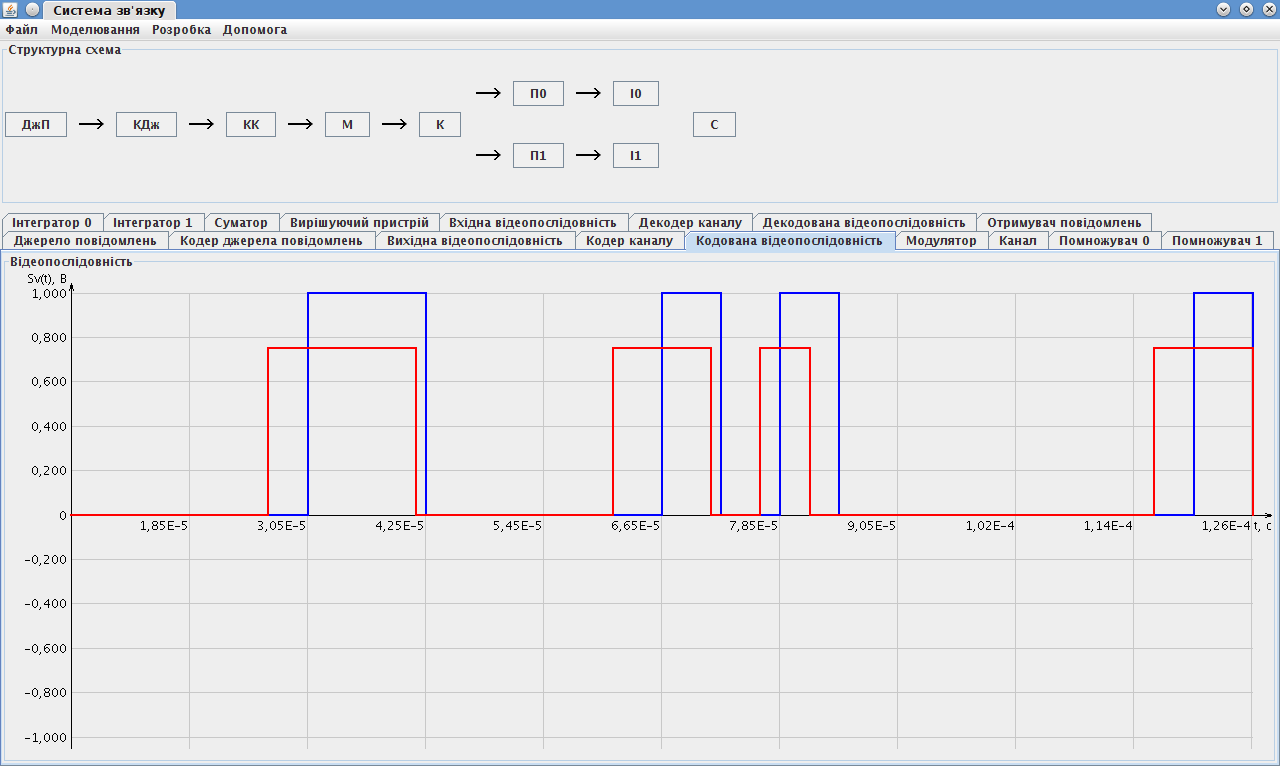 Система зв'язку
Файл Моделювання Розробка Допомога
Структурна схема
П0 І0
ДжП КДж КК М К С
П1 І1
Інтегратор 0 Інтегратор 1 Суматор Вирішуючий пристрій Вхідна відеопослідовність Декодер каналу Декодована відеопослідовність Отримувач повідомлень
Джерело повідомлень Кодер джерела повідомлень Вихідна відеопослідовність Кодер каналу Кодована відеопослідовність Модулятор Канал Помножувач 0 Помножувач 1
Відеопослідовність
Sv(t), В
1,000
0,800
0,600
0,400
0,200
0
1,85E-5 3,05E-5 4,25E-5 5,45E-5 6,65E-5 7,85E-5 9,05E-5 1,02E-4 1,14E-4 1,26E-4 t, c
-0,200
-0,400
-0,600
-0,800
-1,000